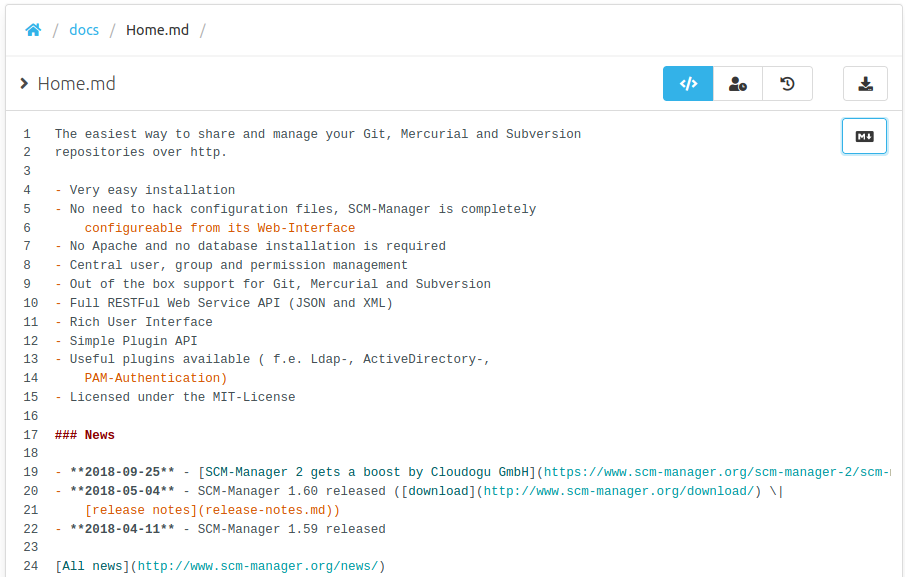 / docs / Home.md /
Home.md
</>
M↓
1 The easiest way to share and manage your Git, Mercurial and Subversion
2 repositories over http.
3
4 - Very easy installation
5 - No need to hack configuration files, SCM-Manager is completely
6 configureable from its Web-Interface
7 - No Apache and no database installation is required
8 - Central user, group and permission management
9 - Out of the box support for Git, Mercurial and Subversion
10 - Full RESTFul Web Service API (JSON and XML)
11 - Rich User Interface
12 - Simple Plugin API
13 - Useful plugins available ( f.e. Ldap-, ActiveDirectory-,
14 PAM-Authentication)
15 - Licensed under the MIT-License
16
17 ### News
18
19 - **2018-09-25** - [SCM-Manager 2 gets a boost by Cloudogu GmbH](https://www.scm-manager.org/scm-manager-2/scm-
20 - **2018-05-04** - SCM-Manager 1.60 released ([download](http://www.scm-manager.org/download/) \|
21 [release notes](release-notes.md))
22 - **2018-04-11** - SCM-Manager 1.59 released
23
24 [All news](http://www.scm-manager.org/news/)